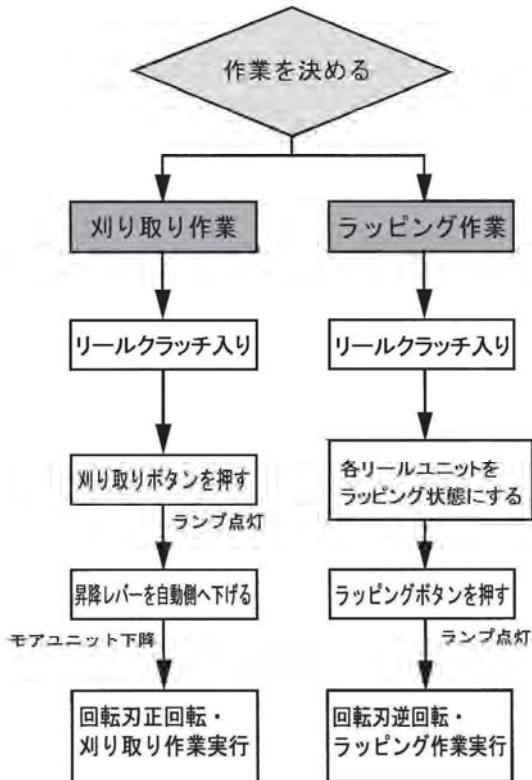 作業を決める
刈り取り作業
ラッピング作業
リールクラッチ入り
リールクラッチ入り
刈り取りボタンを押す
各リールユニットを
ラッピング状態にする
ランプ点灯
昇降レバーを自動側へ下げる
ラッピングボタンを押す
モアユニット下降
ランプ点灯
回転刃正回転・
刈り取り作業実行
回転刃逆回転・
ラッピング作業実行